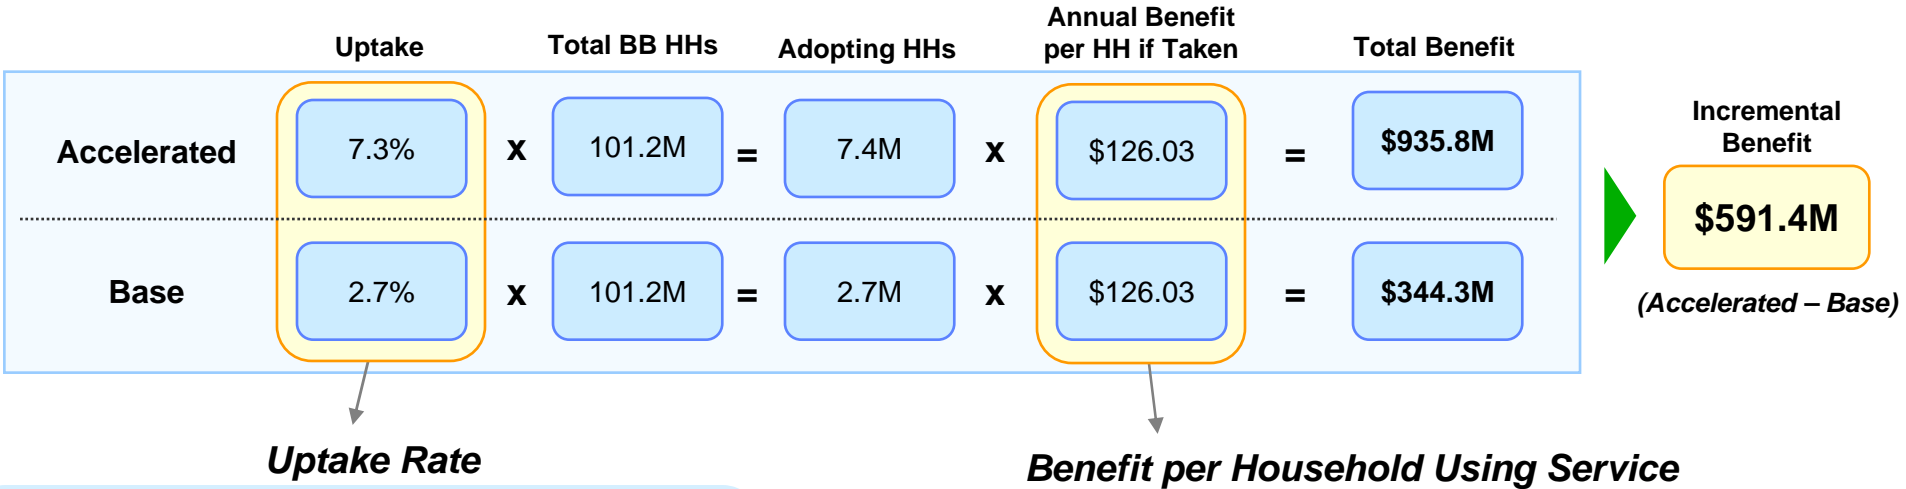 Uptake
Total BB HHs
Adopting HHs
Annual Benefit
per HH if Taken
Total Benefit
Accelerated
7.3%
x
101.2M
=
7.4M
x
$126.03
=
$935.8M
Base
2.7%
x
101.2M
=
2.7M
x
$126.03
=
$344.3M
Incremental
Benefit
$591.4M
(Accelerated – Base)
Uptake Rate
Benefit per Household Using Service